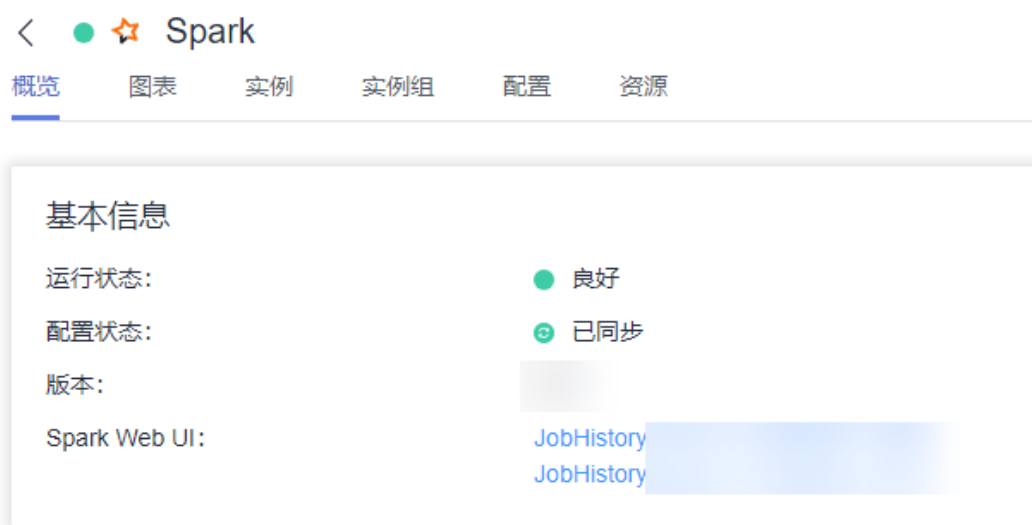 Spark
概览 图表 实例 实例组 配置 资源
基本信息
运行状态： 良好
配置状态： 已同步
版本：
Spark Web UI： JobHistory
JobHistory